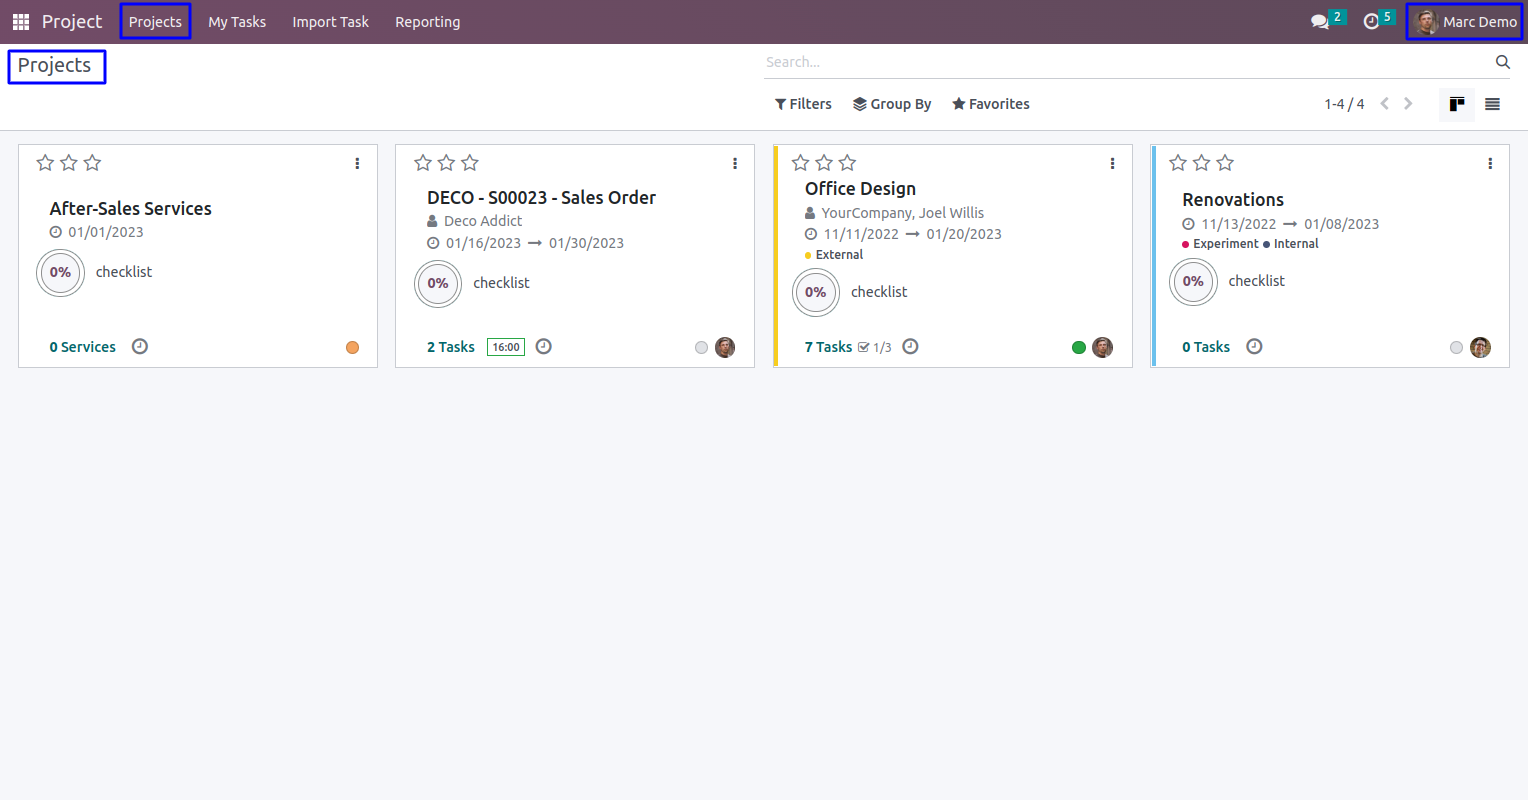 Project Projects My Tasks Import Task Reporting 2 5 Marc Demo
Projects
Search...
Filters Group By Favorites 1-4 / 4
After-Sales Services
01/01/2023
0% checklist
0 Services
DECO - S00023 - Sales Order
Deco Addict
01/16/2023 → 01/30/2023
0% checklist
2 Tasks 16:00
Office Design
YourCompany, Joel Willis
11/11/2022 → 01/20/2023
External
0% checklist
7 Tasks 1/3
Renovations
11/13/2022 → 01/08/2023
Experiment Internal
0% checklist
0 Tasks